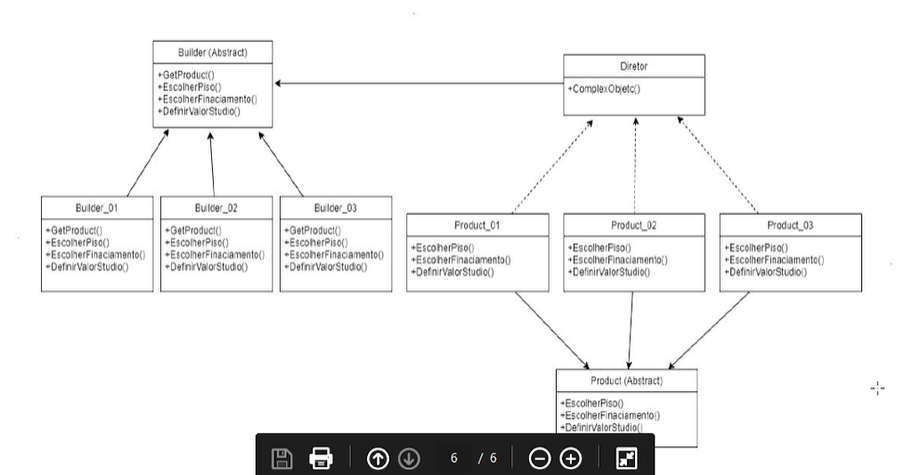 Builder (Abstract)
+GetProduct()
+EscolherPiso()
+EscolherFinaciamento()
+DefinirValorStudio()
Diretor
+ComplexObjetc()
Builder_01
+GetProduct()
+EscolherPiso()
+EscolherFinaciamento()
+DefinirValorStudio()
Builder_02
+GetProduct()
+EscolherPiso()
+EscolherFinaciamento()
+DefinirValorStudio()
Builder_03
+GetProduct()
+EscolherPiso()
+EscolherFinaciamento()
+DefinirValorStudio()
Product_01
+EscolherPiso()
+EscolherFinaciamento()
+DefinirValorStudio()
Product_02
+EscolherPiso()
+EscolherFinaciamento()
+DefinirValorStudio()
Product_03
+EscolherPiso()
+EscolherFinaciamento()
+DefinirValorStudio()
Product (Abstract)
+EscolherPiso()
+EscolherFinaciamento()
+DefinirValorStudio()
6 / 6